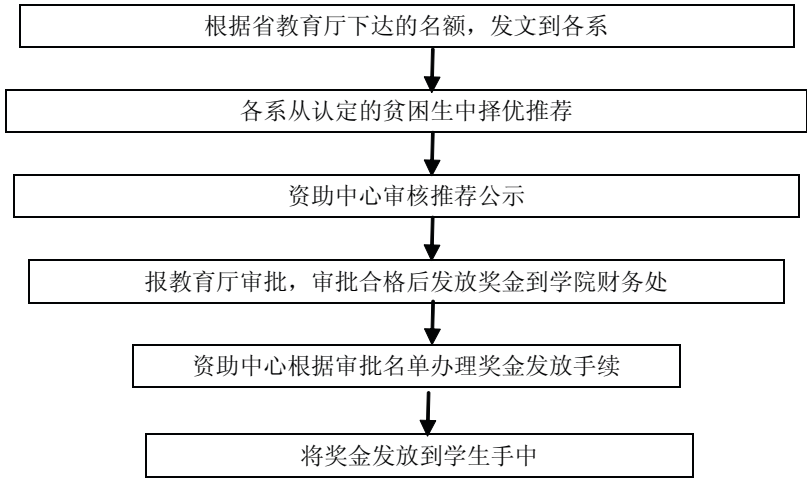 根据省教育厅下达的名额，发文到各系
各系从认定的贫困生中择优推荐
资助中心审核推荐公示
报教育厅审批，审批合格后发放奖金到学院财务处
资助中心根据审批名单办理奖金发放手续
将奖金发放到学生手中